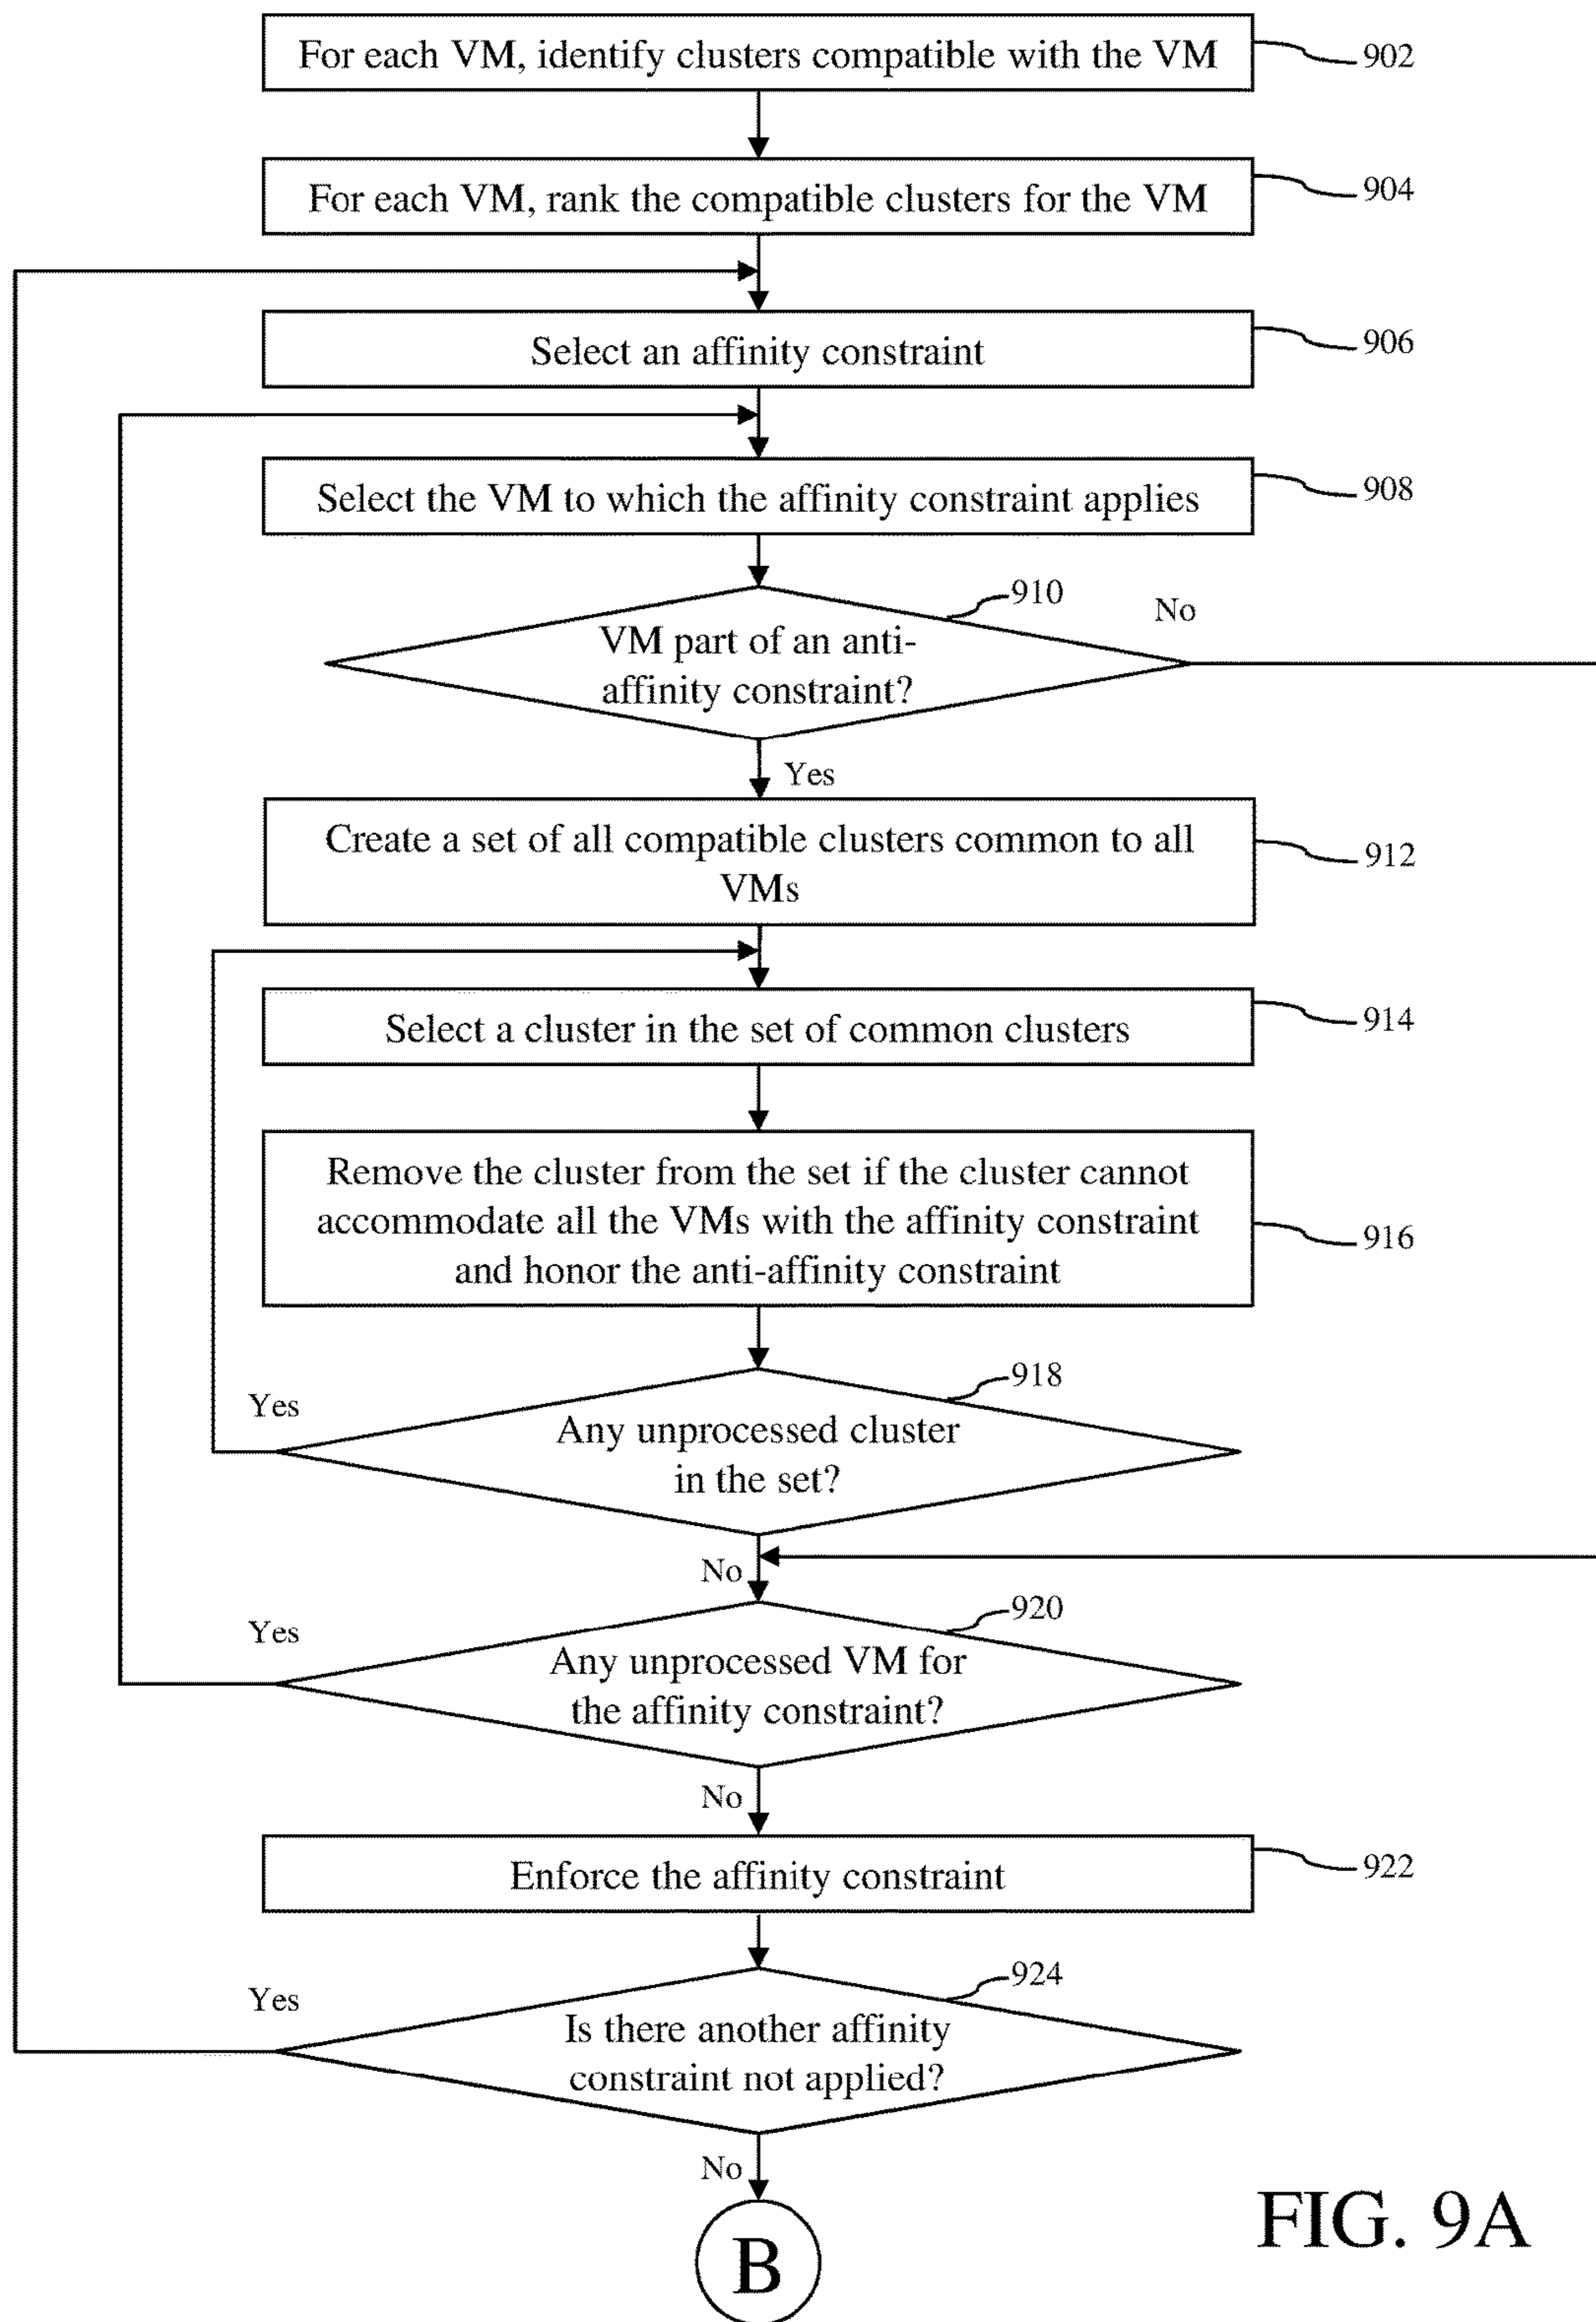 For each VM, identify clusters compatible with the VM
902
For each VM, rank the compatible clusters for the VM
904
Select an affinity constraint
906
Select the VM to which the affinity constraint applies
908
910
No
VM part of an anti-
affinity constraint?
Yes
Create a set of all compatible clusters common to all
VMs
912
Select a cluster in the set of common clusters
914
Remove the cluster from the set if the cluster cannot
accommodate all the VMs with the affinity constraint
and honor the anti-affinity constraint
916
918
Yes
Any unprocessed cluster
in the set?
No
920
Yes
Any unprocessed VM for
the affinity constraint?
No
Enforce the affinity constraint
922
924
Yes
Is there another affinity
constraint not applied?
No
B
FIG. 9A